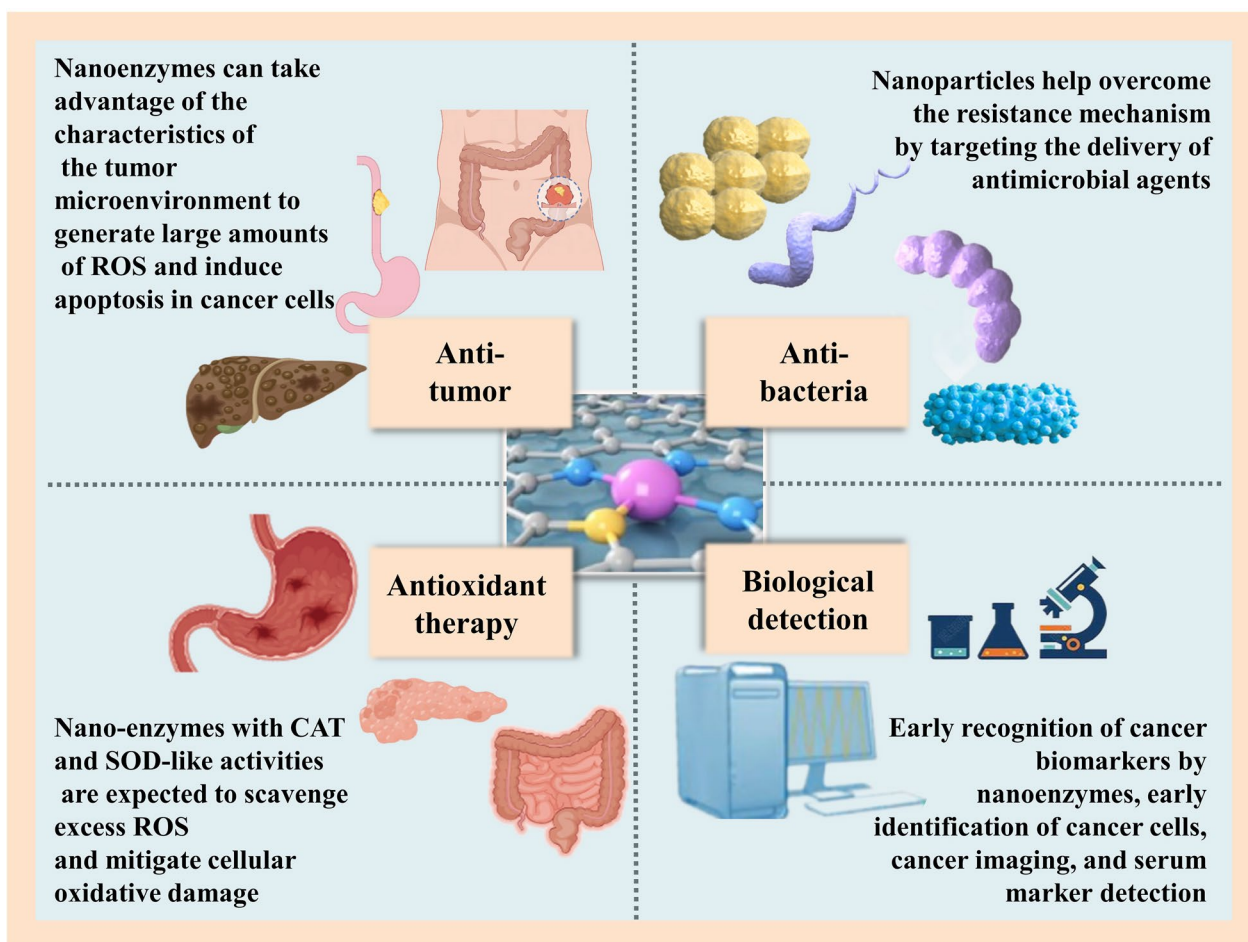 Nanoenzymes can take
advantage of the
characteristics of
the tumor
microenvironment to
generate large amounts
of ROS and induce
apoptosis in cancer cells
Nanoparticles help overcome
the resistance mechanism
by targeting the delivery of
antimicrobial agents
Anti-
tumor
Anti-
bacteria
Antioxidant
therapy
Biological
detection
Nano-enzymes with CAT
and SOD-like activities
are expected to scavenge
excess ROS
and mitigate cellular
oxidative damage
Early recognition of cancer
biomarkers by
nanoenzymes, early
identification of cancer cells,
cancer imaging, and serum
marker detection